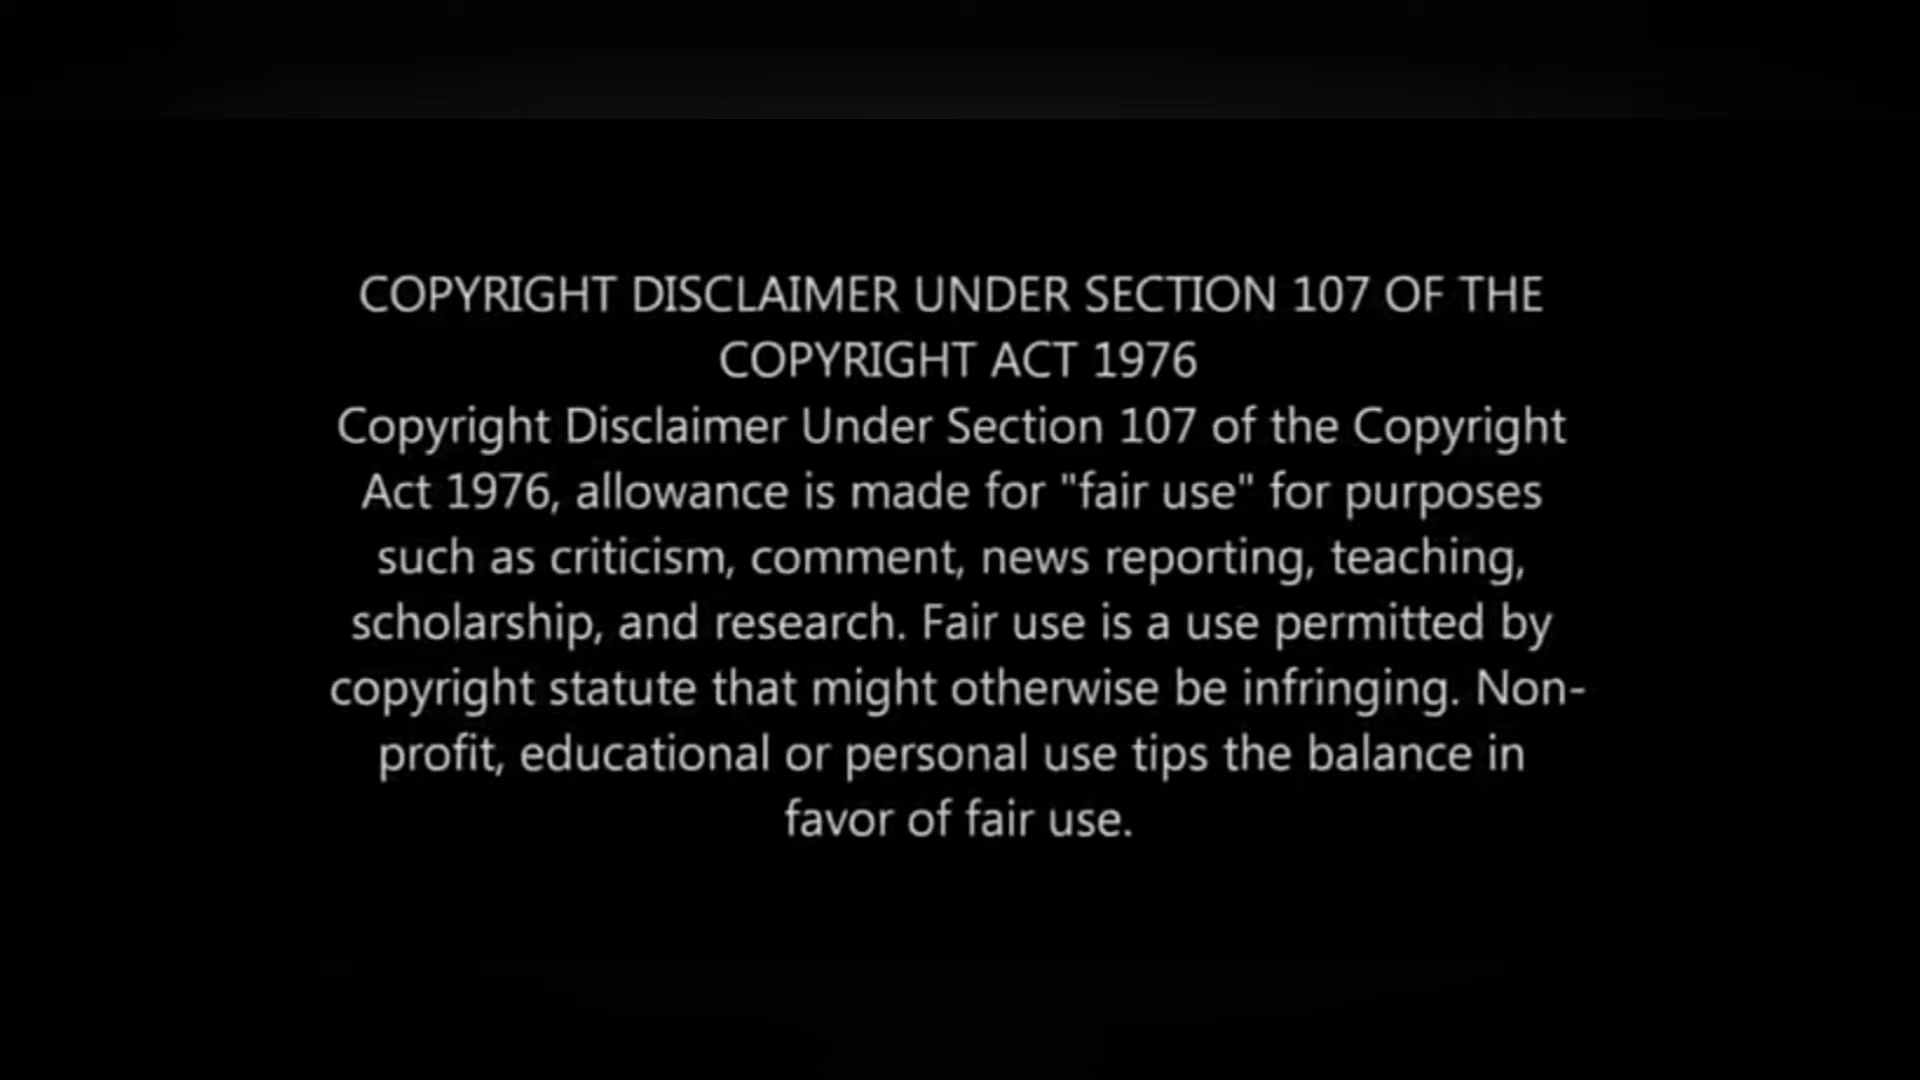 COPYRIGHT DISCLAIMER UNDER SECTION 107 OF THE
COPYRIGHT ACT 1976
Copyright Disclaimer Under Section 107 of the Copyright
Act 1976, allowance is made for "fair use" for purposes
such as criticism, comment, news reporting, teaching,
scholarship, and research. Fair use is a use permitted by
copyright statute that might otherwise be infringing. Non-
profit, educational or personal use tips the balance in
favor of fair use.